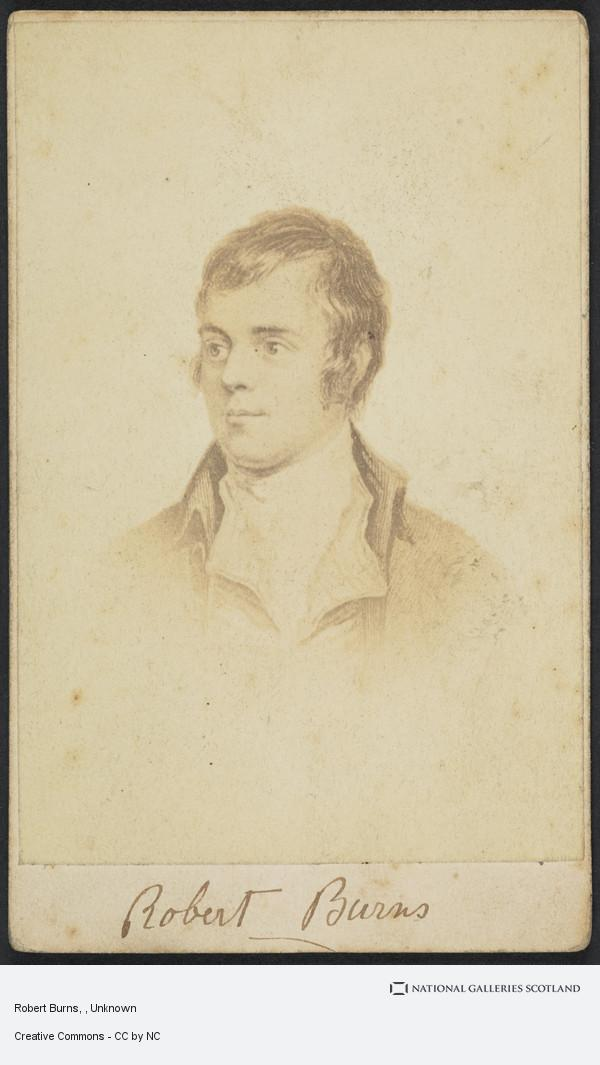 Robert Burns
NATIONAL GALLERIES SCOTLAND
Robert Burns, , Unknown
Creative Commons - CC by NC